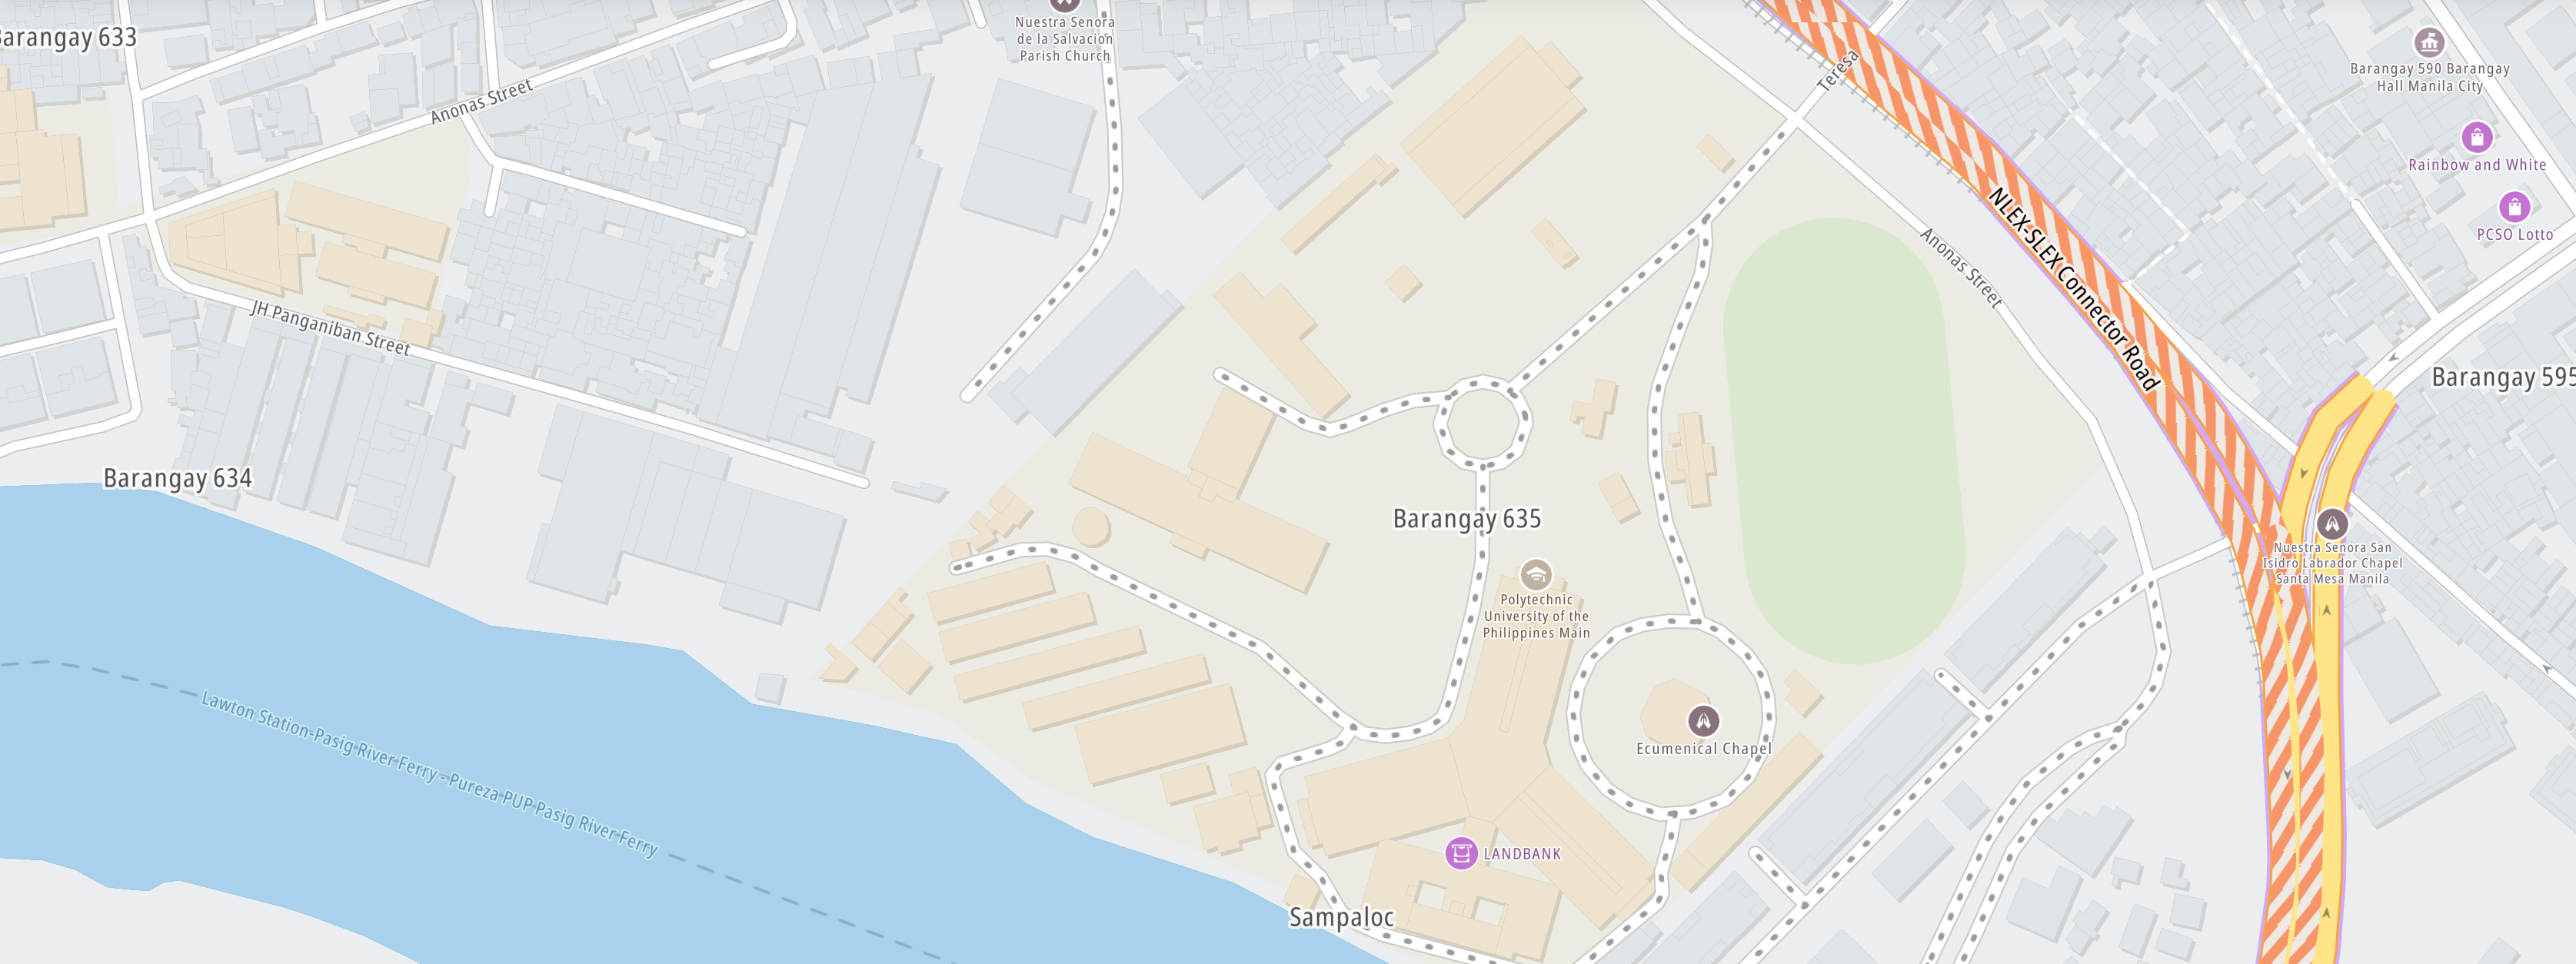 Barangay 633
Nuestra Senora
de la Salvacion
Parish Church
Anonas Street
Teresa
Barangay 590 Barangay
Hall Manila City
Rainbow and White
PCSO Lotto
NLEX-SLEX Connector Road
Anonas Street
JH Panganiban Street
Barangay 595
Barangay 634
Barangay 635
Nuestra Senora San
Isidro Labrador Chapel
Santa Mesa Manila
Polytechnic
University of the
Philippines Main
Ecumenical Chapel
Lawton Station-Pasig River Ferry - Pureza PUP Pasig River Ferry
LANDBANK
Sampaloc